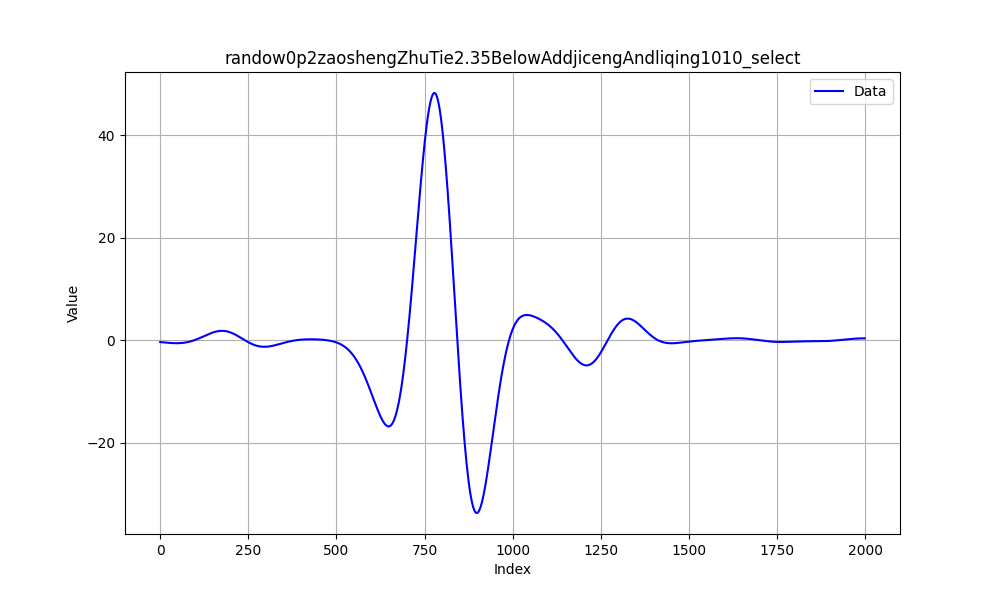 randow0p2zaoshengZhuTie2.35BelowAddjicengAndliqing1010_select
Data
Value
40
20
0
−20
0 250 500 750 1000 1250 1500 1750 2000
Index